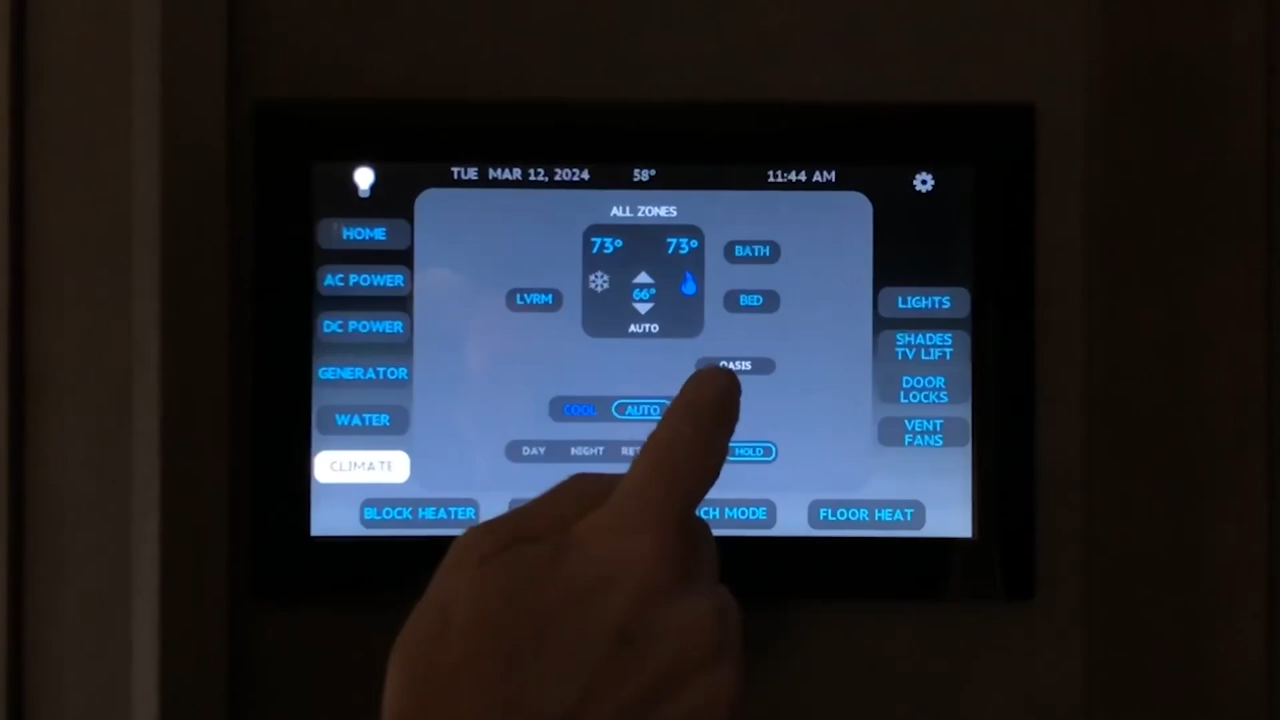 TUE MAR 12, 2024 58° 11:44 AM
ALL ZONES
HOME
AC POWER
DC POWER
GENERATOR
WATER
CLIMATE
73° 73°
66°
AUTO
LVRM
BATH
BED
OASIS
COOL AUTO
DAY NIGHT HOLD
LIGHTS
SHADES
TV LIFT
DOOR
LOCKS
VENT
FANS
BLOCK HEATER MODE FLOOR HEAT